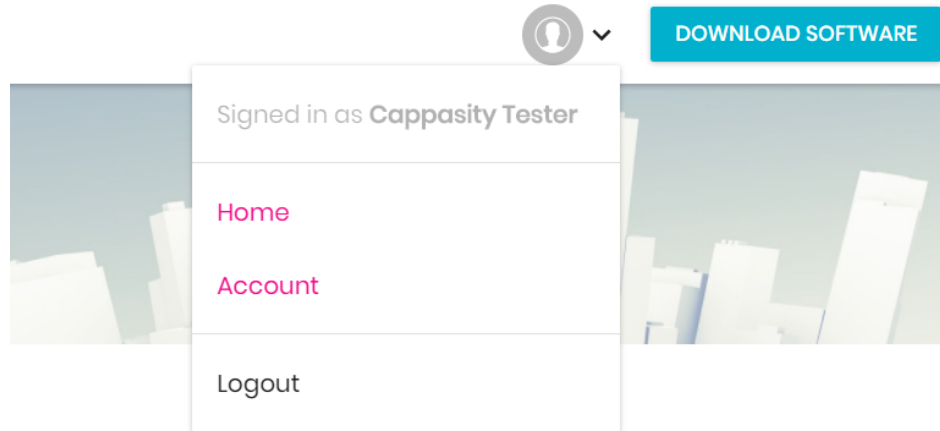 DOWNLOAD SOFTWARE
Signed in as Cappasity Tester
Home
Account
Logout